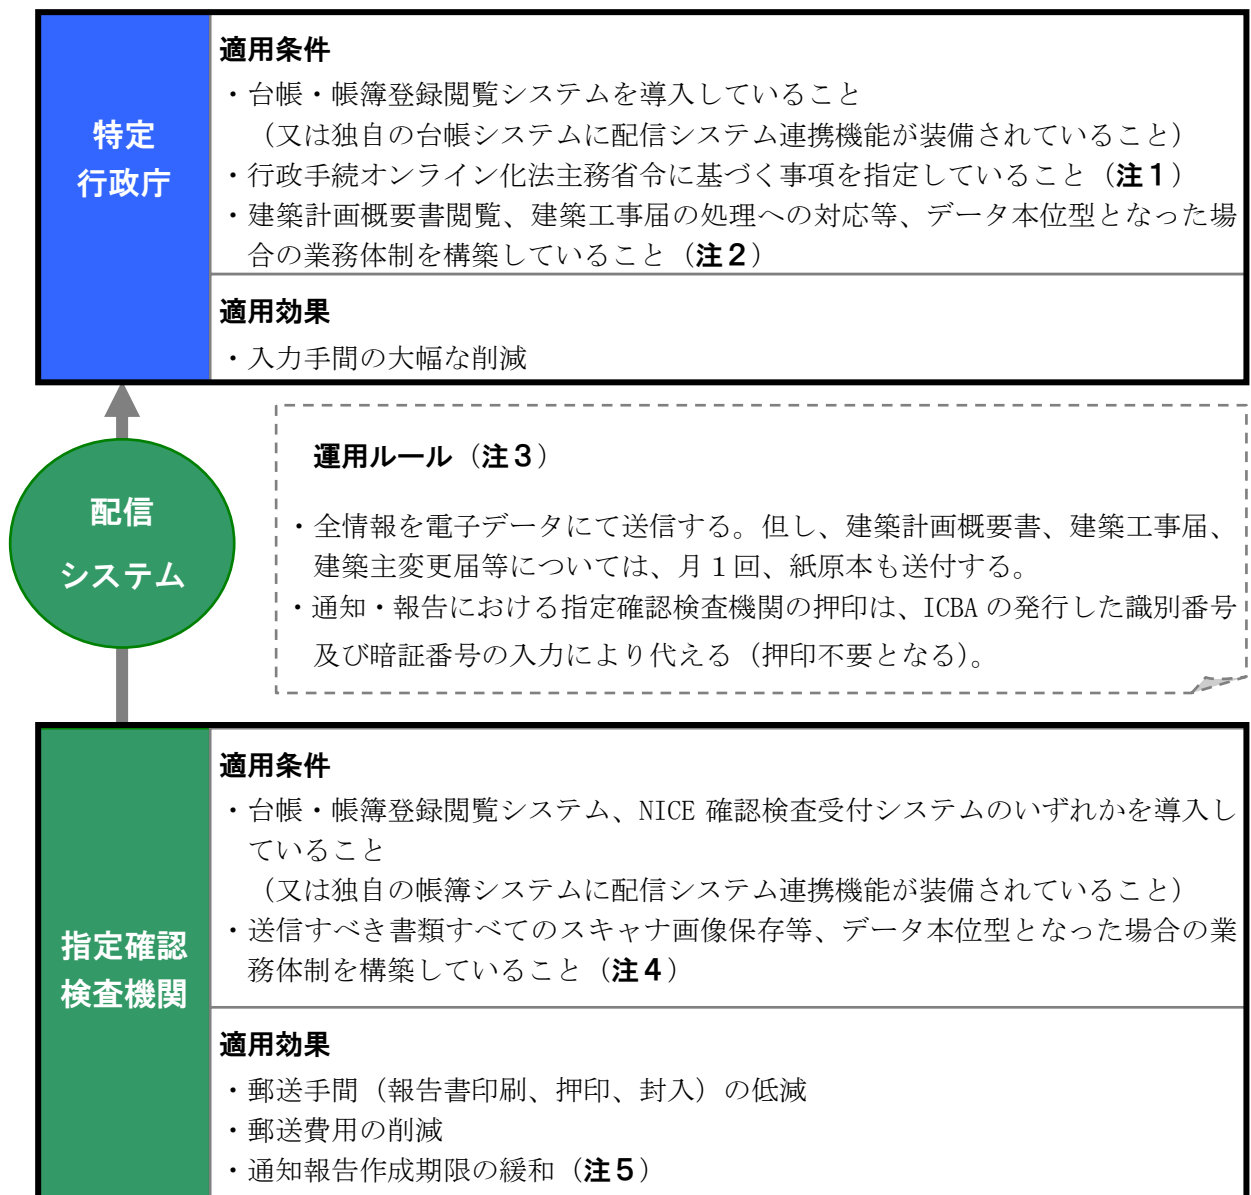 特定
行政庁
適用条件
・台帳・帳簿登録閲覧システムを導入していること
（又は独自の台帳システムに配信システム連携機能が装備されていること）
・行政手続オンライン化法主務省令に基づく事項を指定していること（注１）
・建築計画概要書閲覧、建築工事届の処理への対応等、データ本位型となった場
合の業務体制を構築していること（注２）
適用効果
・入力手間の大幅な削減
配信
システム
運用ルール（注３）
・全情報を電子データにて送信する。但し、建築計画概要書、建築工事届、
建築主変更届等については、月１回、紙原本も送付する。
・通知・報告における指定確認検査機関の押印は、ICBA の発行した識別番号
及び暗証番号の入力により代える（押印不要となる）。
指定確認
検査機関
適用条件
・台帳・帳簿登録閲覧システム、NICE 確認検査受付システムのいずれかを導入し
ていること
（又は独自の帳簿システムに配信システム連携機能が装備されていること）
・送信すべき書類すべてのスキャナ画像保存等、データ本位型となった場合の業
務体制を構築していること（注４）
適用効果
・郵送手間（報告書印刷、押印、封入）の低減
・郵送費用の削減
・通知報告作成期限の緩和（注５）